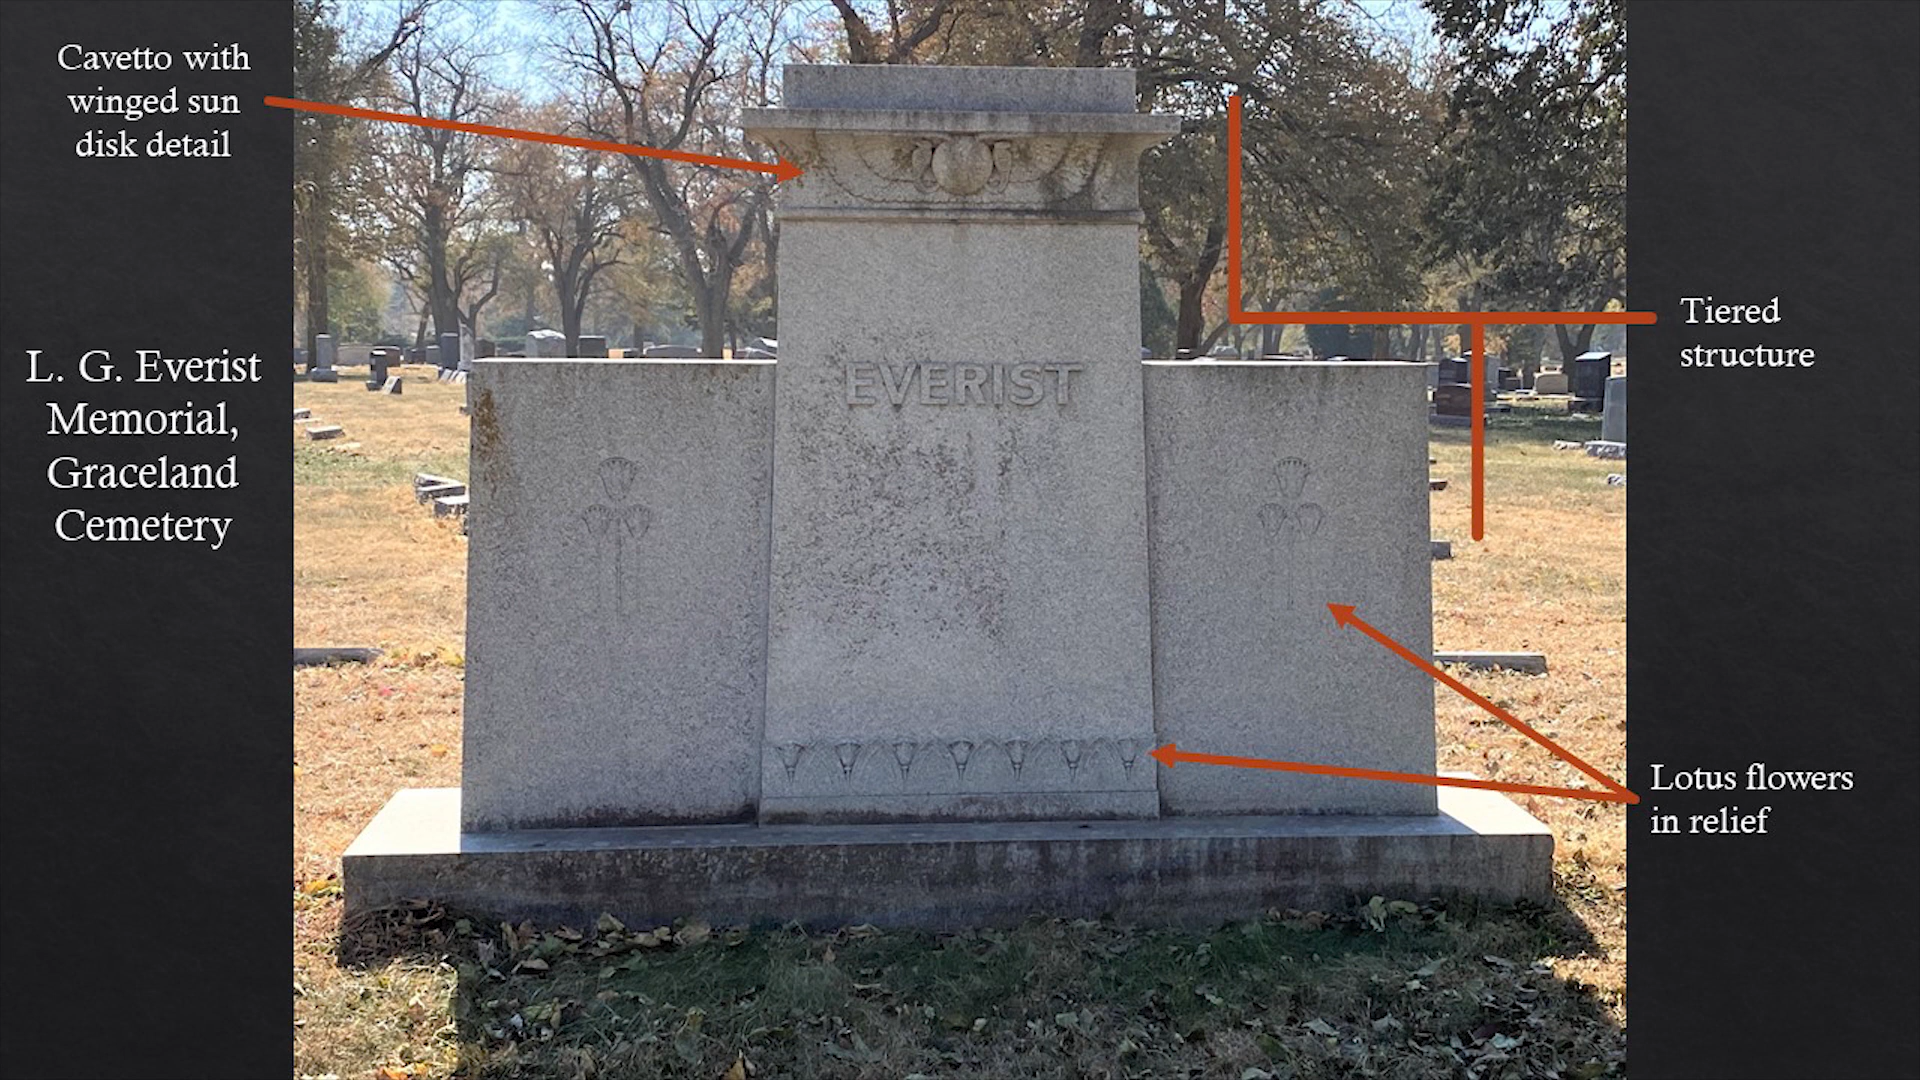 Cavetto with
winged sun
disk detail
L. G. Everist
Memorial,
Graceland
Cemetery
EVERIST
Tiered
structure
Lotus flowers
in relief